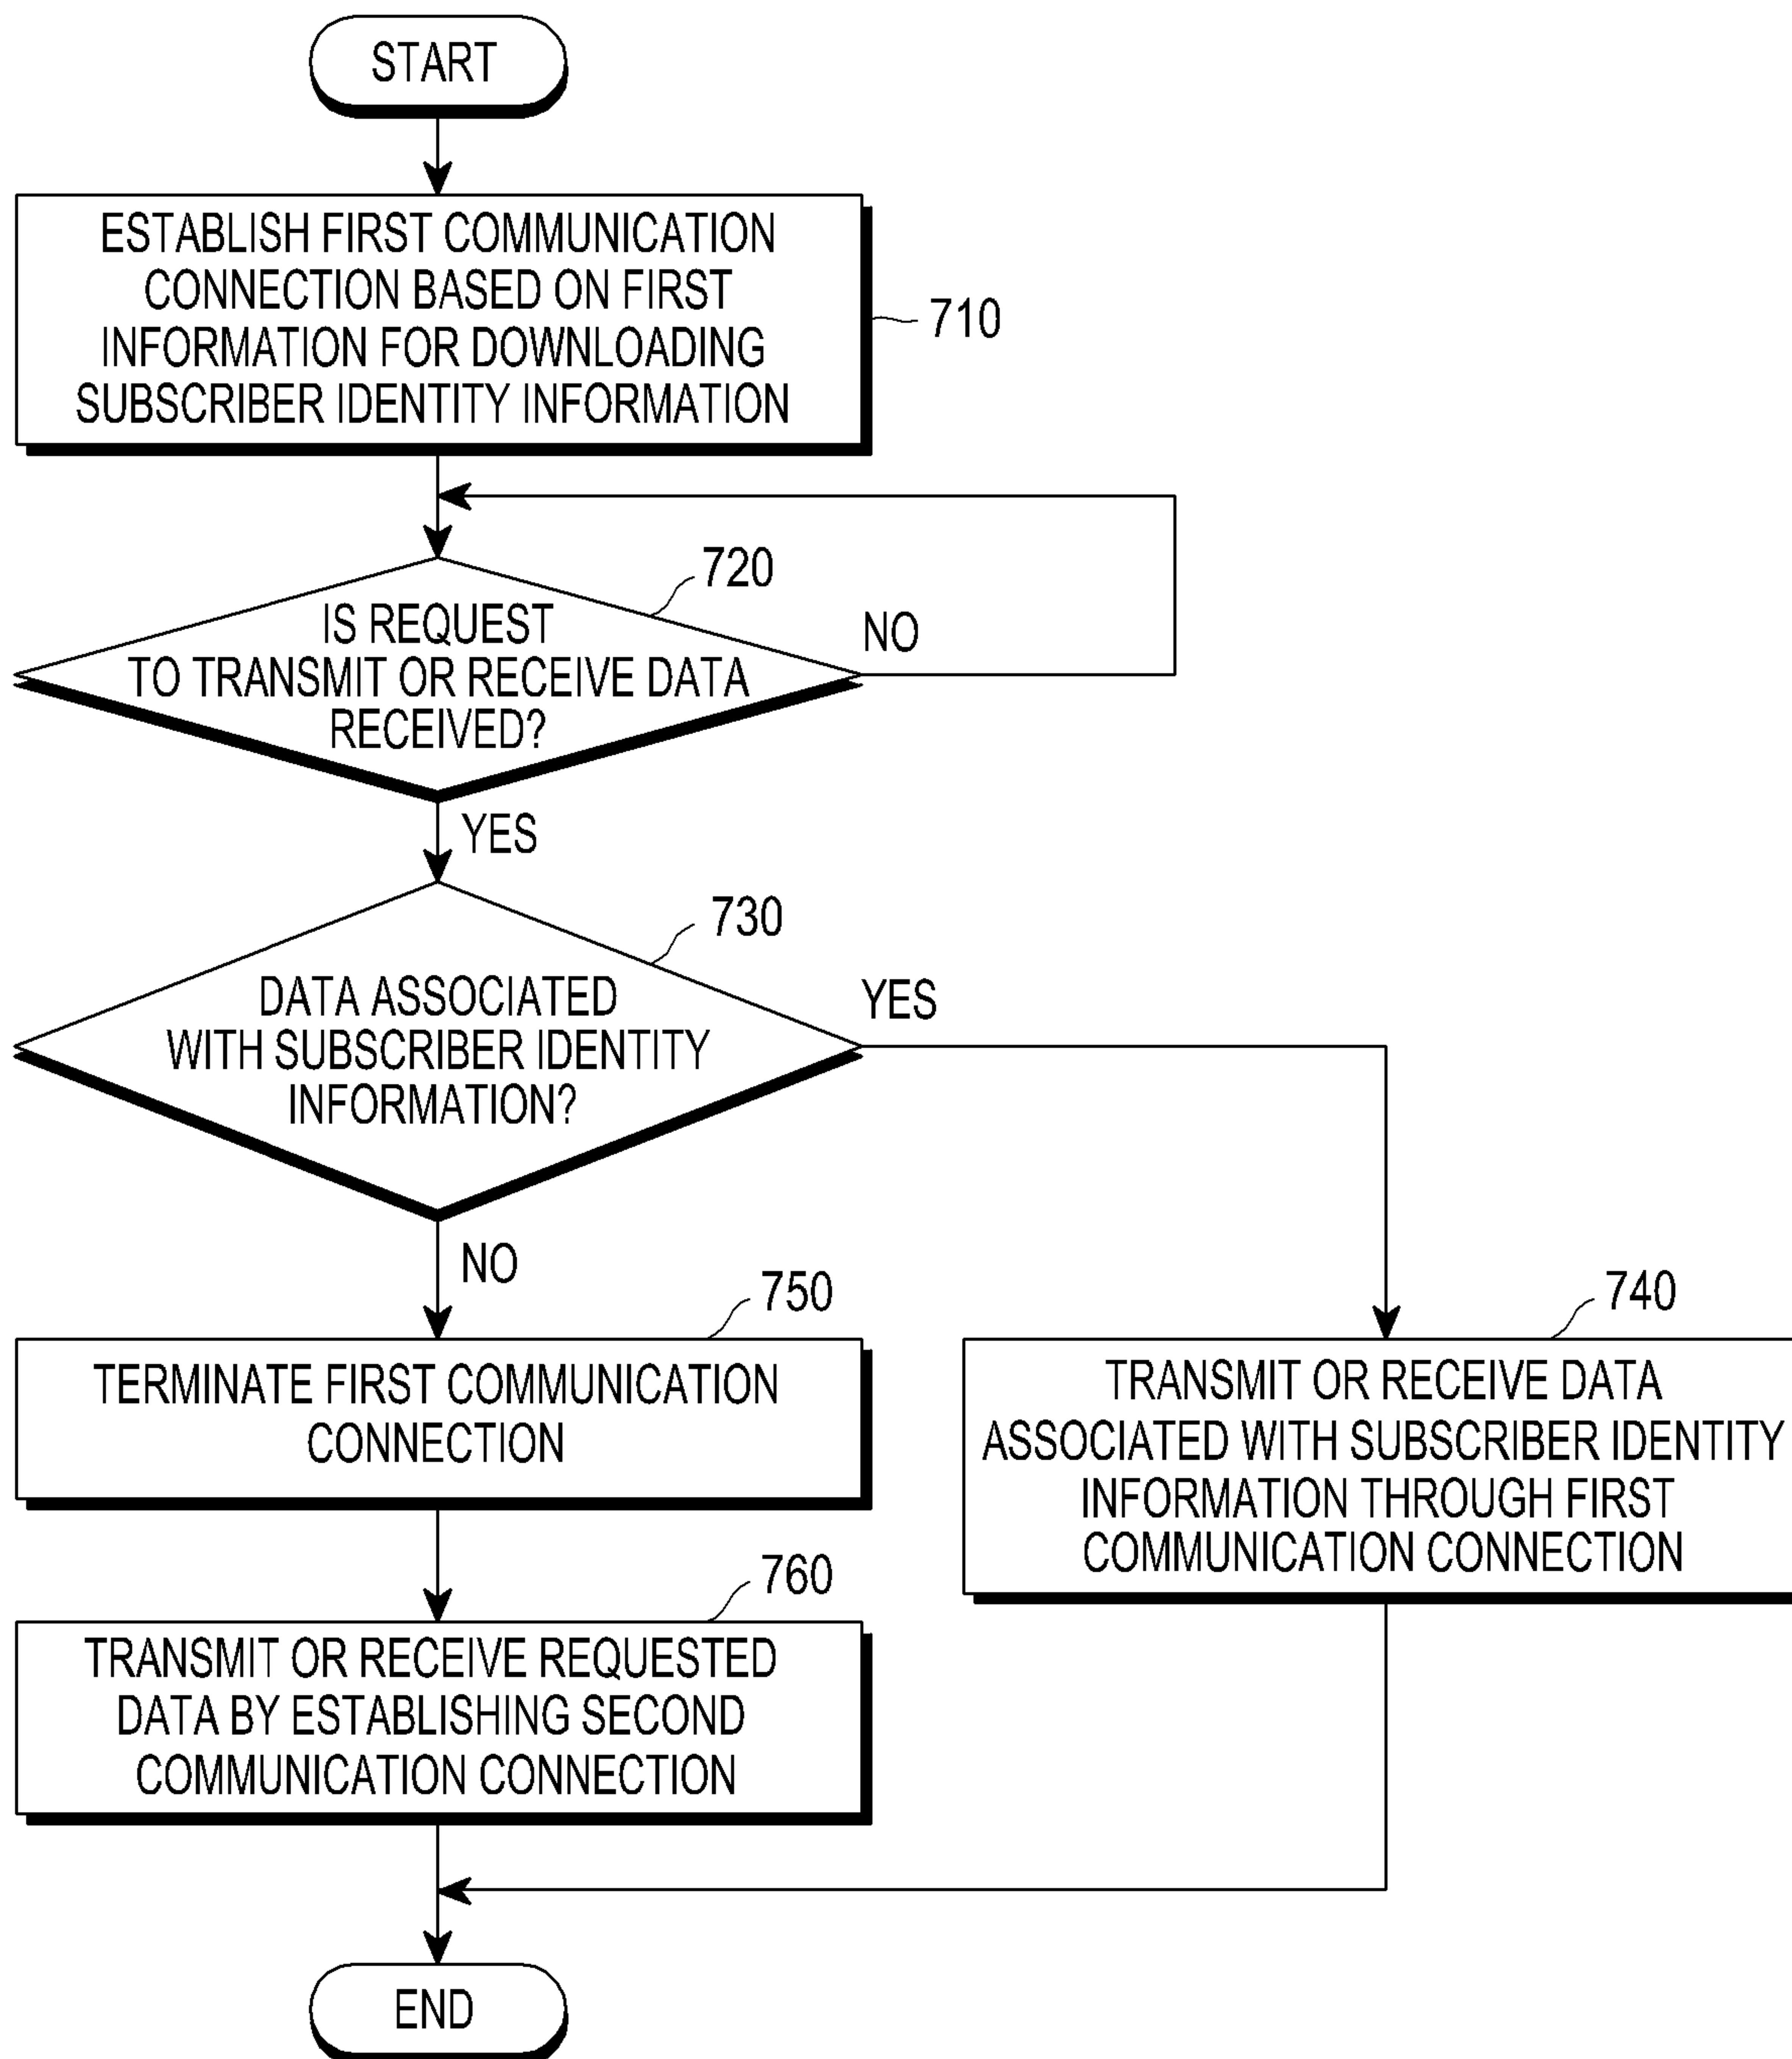 START
ESTABLISH FIRST COMMUNICATION
CONNECTION BASED ON FIRST
INFORMATION FOR DOWNLOADING
SUBSCRIBER IDENTITY INFORMATION
710
720
IS REQUEST
TO TRANSMIT OR RECEIVE DATA
RECEIVED?
NO
YES
730
DATA ASSOCIATED
WITH SUBSCRIBER IDENTITY
INFORMATION?
YES
NO
750
TERMINATE FIRST COMMUNICATION
CONNECTION
740
TRANSMIT OR RECEIVE DATA
ASSOCIATED WITH SUBSCRIBER IDENTITY
INFORMATION THROUGH FIRST
COMMUNICATION CONNECTION
760
TRANSMIT OR RECEIVE REQUESTED
DATA BY ESTABLISHING SECOND
COMMUNICATION CONNECTION
END